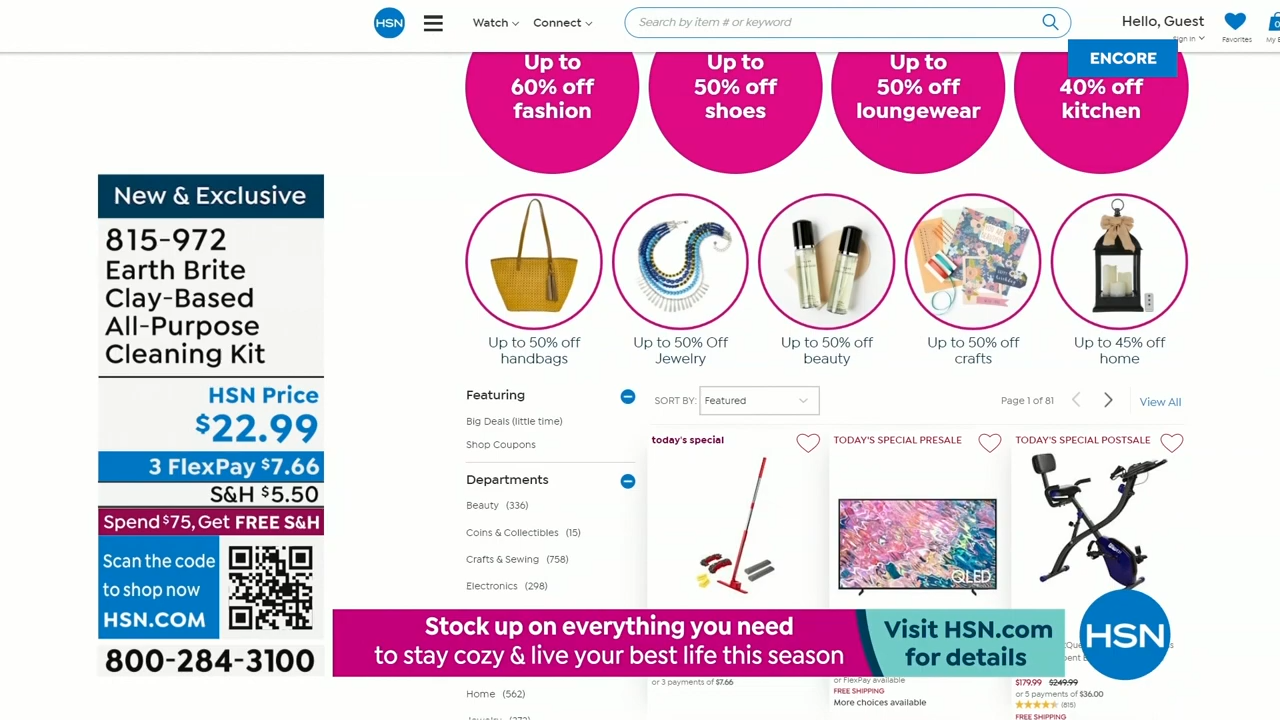 HSN
Watch
Connect
Search by item # or keyword
Hello, Guest
Sign In
Favorites
0
ENCORE
Up to
60% off
fashion
Up to
50% off
shoes
Up to
50% off
loungewear
40% off
kitchen
New & Exclusive
815-972
Earth Brite
Clay-Based
All-Purpose
Cleaning Kit
HSN Price
$22.99
3 FlexPay $7.66
S&H $5.50
Spend $75, Get FREE S&H
Scan the code
to shop now
HSN.COM
800-284-3100
Up to 50% off
handbags
Up to 50% Off
Jewelry
Up to 50% off
beauty
Up to 50% off
crafts
Up to 45% off
home
Featuring
Big Deals (little time)
Shop Coupons
Departments
Beauty (336)
Coins & Collectibles (15)
Crafts & Sewing (758)
Electronics (298)
Home (562)
SORT BY: Featured
Page 1 of 81
View All
today's special
TODAY'S SPECIAL PRESALE
TODAY'S SPECIAL POSTSALE
QLED
Stock up on everything you need
to stay cozy & live your best life this season
Visit HSN.com
for details
HSN
or 3 payments of $7.66
or FlexPay available
FREE SHIPPING
More choices available
$179.99 $249.99
or 5 payments of $36.00
(815)
FREE SHIPPING